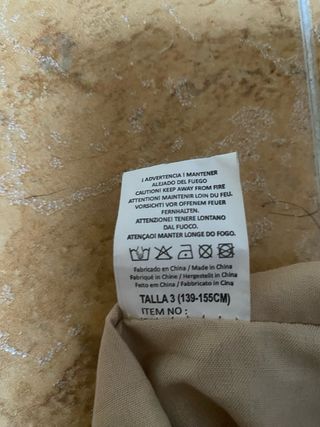 ¡ ADVERTENCIA ! MANTENER
ALEJADO DEL FUEGO
CAUTION! KEEP AWAY FROM FIRE
ATTENTION! MAINTENIR LOIN DU FEU.
VORSICHT! VOR OFFENEM FEUER
FERNHALTEN.
ATTENZIONE! TENERE LONTANO
DAL FUOCO.
ATENÇAO! MANTER LONGE DO FOGO.
Fabricado en China / Made in China
Fabriqué in Chine / Hergestellt in China
Feito em China / Fabbricato in Cina
TALLA 3 (139-155CM)
ITEM NO :